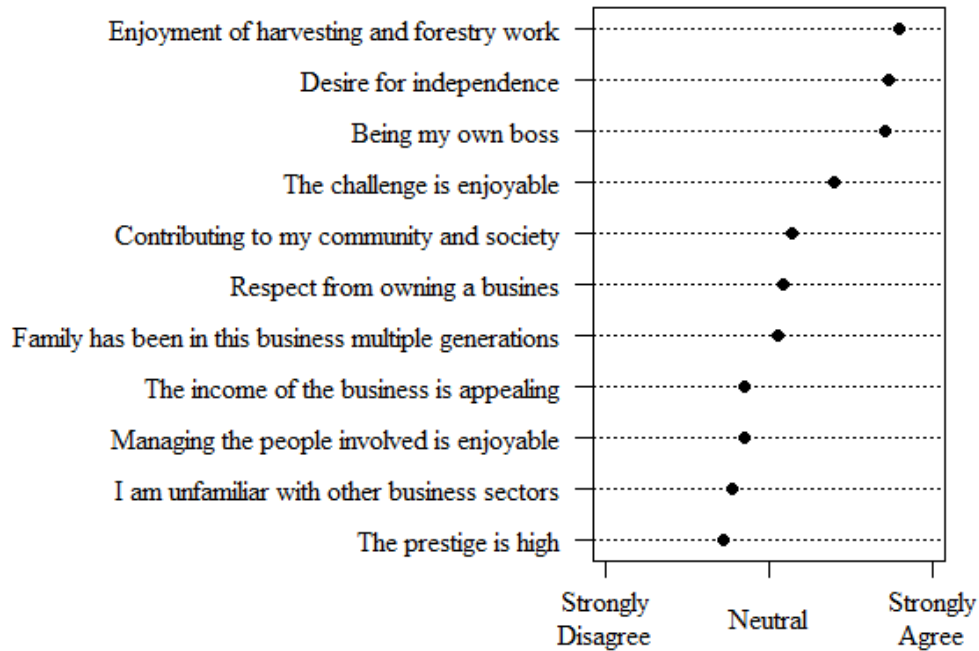 Enjoyment of harvesting and forestry work
Desire for independence
Being my own boss
The challenge is enjoyable
Contributing to my community and society
Respect from owning a busines
Family has been in this business multiple generations
The income of the business is appealing
Managing the people involved is enjoyable
I am unfamiliar with other business sectors
The prestige is high
Strongly
Disagree
Neutral
Strongly
Agree